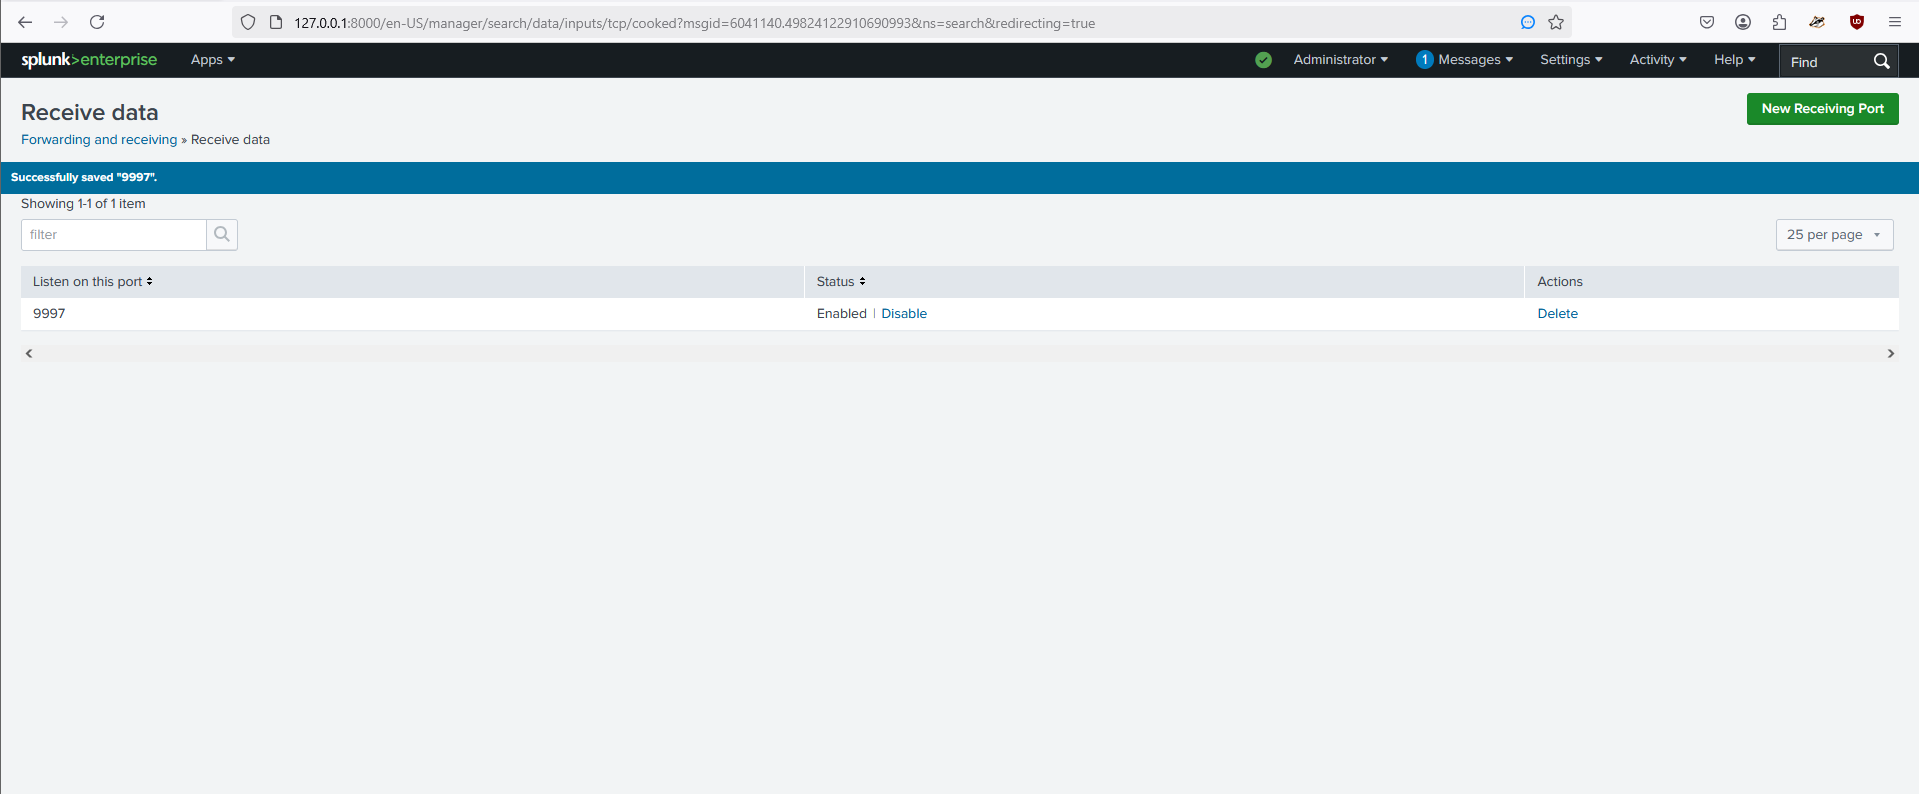 127.0.0.1:8000/en-US/manager/search/data/inputs/tcp/cooked?msgid=6041140.49824122910690993&ns=search&redirecting=true
splunk>enterprise Apps Administrator 1 Messages Settings Activity Help Find
Receive data
New Receiving Port
Forwarding and receiving » Receive data
Successfully saved "9997".
Showing 1-1 of 1 item
filter
25 per page
Listen on this port Status Actions
9997 Enabled | Disable Delete